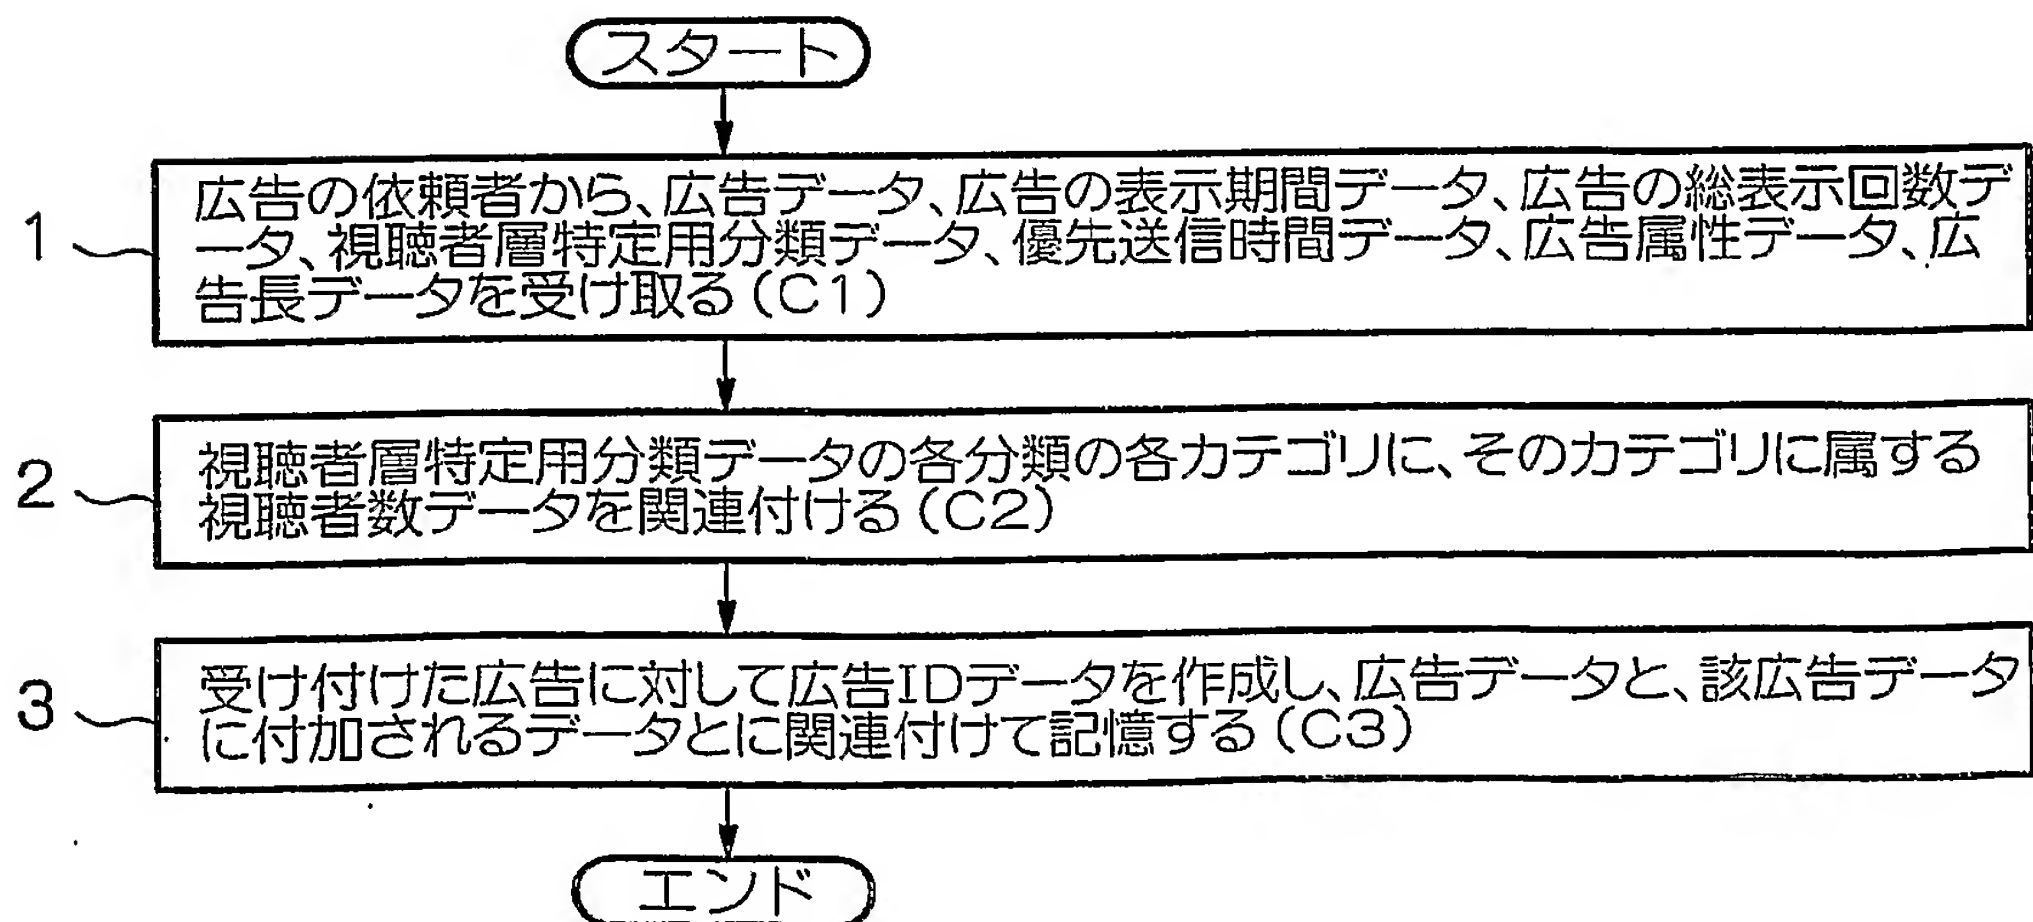 スタート
1
広告の依頼者から、広告データ、広告の表示期間データ、広告の総表示回数デ
ータ、視聴者層特定用分類データ、優先送信時間データ、広告属性データ、広
告長データを受け取る(C1)
2
視聴者層特定用分類データの各分類の各カテゴリに、そのカテゴリに属する
視聴者数データを関連付ける(C2)
3
受け付けた広告に対して広告IDデータを作成し、広告データと、該広告データ
に付加されるデータとに関連付けて記憶する(C3)
エンド